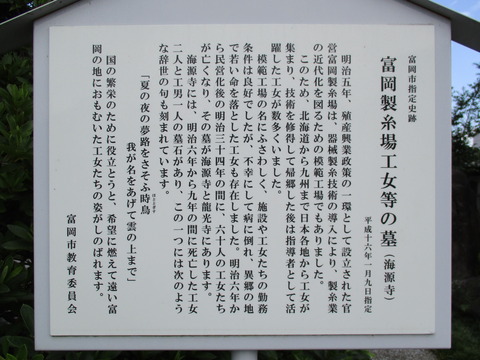 富岡市指定史跡
富岡製糸場工女等の墓（海源寺）
平成十六年一月九日指定
明治五年、殖産興業政策の一環として設立された官
営富岡製糸場は、器械製糸技術の導入により、製糸業
の近代化を図るための模範工場でもありました。
このため、北海道から九州まで日本各地から工女が
集まり、技術を修得して帰郷した後は指導者として活
躍した工女が数多くいました。
模範工場の名にふさわしく、施設や工女たちの勤務
条件は良好でしたが、不幸にして病に倒れ、異郷の地
で若い命を落とした工女も存在しました。明治六年か
ら民営化後の明治三十四年の間に、六十人の工女たち
が亡くなり、その墓が海源寺と龍光寺にあります。
海源寺には、明治六年から九年の間に死亡した工女
二人と工男一人の墓石があり、この一つには次のよう
な辞世の句も刻まれています。
「夏の夜の夢路をさそふ時鳥
ほととぎす
我が名をあげて雲の上まで」
国の繁栄のために役立とうと、希望に燃えて遠い富
岡の地におもむいた工女たちの姿がしのばれます。
富岡市教育委員会